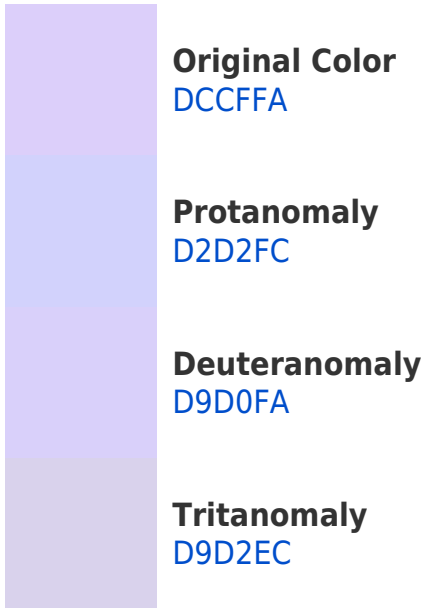 Original Color
DCCFFA
Protanomaly
D2D2FC
Deuteranomaly
D9D0FA
Tritanomaly
D9D2EC